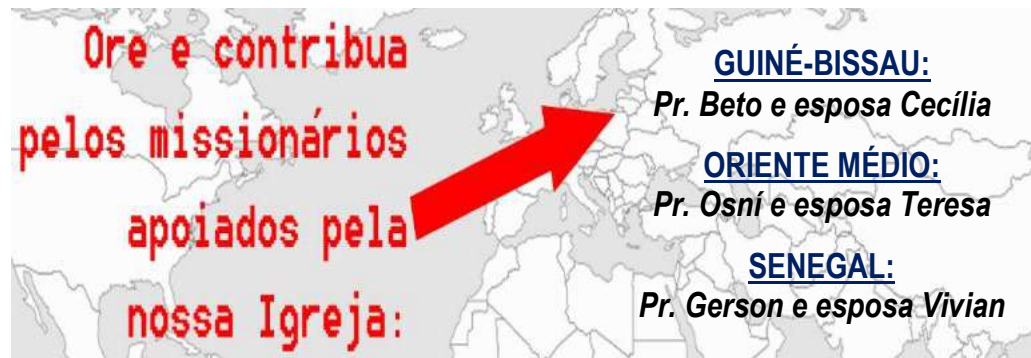 Ore e contribua
pelos missionários
apoiados pela
nossa Igreja:
GUINÉ-BISSAU:
Pr. Beto e esposa Cecília
ORIENTE MÉDIO:
Pr. Osní e esposa Teresa
SENEGAL:
Pr. Gerson e esposa Vivian